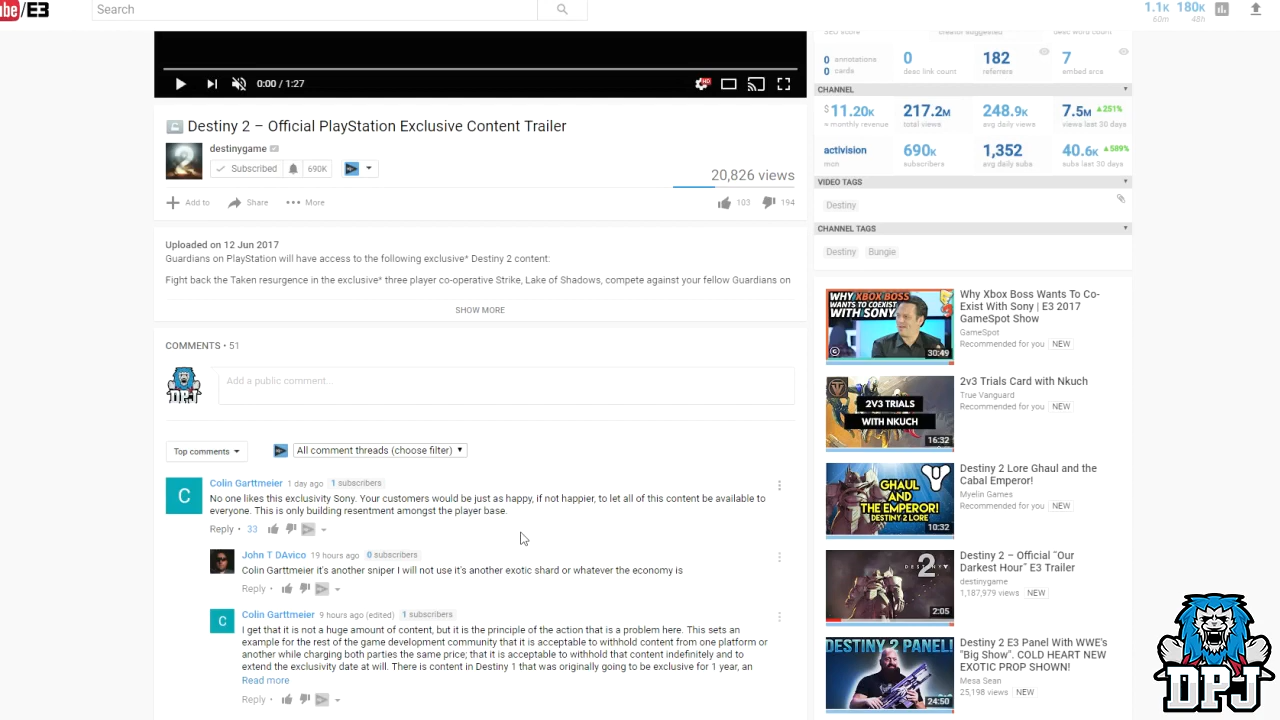 Tube/E3
Search
1.1K 180K
60m 48h
SEO score creator suggested desc word count
0 annotations
0 cards
0
desc link count
182
referrers
7
embed srcs
0:00 / 1:27
HD
CHANNEL
$11.20K
≈ monthly revenue
217.2M
total views
248.9K
avg daily views
7.5M ▲251%
views last 30 days
activision
mcn
690K
subscribers
1,352
avg daily subs
40.6K ▲589%
subs last 30 days
Destiny 2 – Official PlayStation Exclusive Content Trailer
destinygame
Subscribed 690K
20,826 views
Add to Share More
103 194
VIDEO TAGS
Destiny
CHANNEL TAGS
Destiny Bungie
Uploaded on 12 Jun 2017
Guardians on PlayStation will have access to the following exclusive* Destiny 2 content:
Fight back the Taken resurgence in the exclusive* three player co-operative Strike, Lake of Shadows, compete against your fellow Guardians on
SHOW MORE
COMMENTS • 51
DPJ
Add a public comment...
Top comments
All comment threads (choose filter)
C
Colin Garttmeier 1 day ago 1 subscribers
No one likes this exclusivity Sony. Your customers would be just as happy, if not happier, to let all of this content be available to
everyone. This is only building resentment amongst the player base.
Reply • 33
John T DAvico 19 hours ago 0 subscribers
Colin Garttmeier it's another sniper I will not use it's another exotic shard or whatever the economy is
Reply •
C
Colin Garttmeier 9 hours ago (edited) 1 subscribers
I get that it is not a huge amount of content, but it is the principle of the action that is a problem here. This sets an
example for the rest of the game development community that it is acceptable to withhold content from one platform or
another while charging both parties the same price; that it is acceptable to withhold that content indefinitely and to
extend the exclusivity date at will. There is content in Destiny 1 that was originally going to be exclusive for 1 year, an
Read more
Reply •
WHY XBOX BOSS
WANTS TO COEXIST
WITH SONY
30:49
Why Xbox Boss Wants To Co-
Exist With Sony | E3 2017
GameSpot Show
GameSpot
Recommended for you NEW
2V3 TRIALS
WITH NKUCH
16:32
2v3 Trials Card with Nkuch
True Vanguard
Recommended for you NEW
GHAUL
AND
THE EMPEROR!
DESTINY 2 LORE
10:32
Destiny 2 Lore Ghaul and the
Cabal Emperor!
Myelin Games
Recommended for you NEW
2
DESTINY
2:05
Destiny 2 – Official "Our
Darkest Hour" E3 Trailer
destinygame
1,187,979 views NEW
DESTINY 2 PANEL!
24:50
Destiny 2 E3 Panel With WWE's
"Big Show". COLD HEART NEW
EXOTIC PROP SHOWN!
Mesa Sean
25,198 views NEW
DPJ